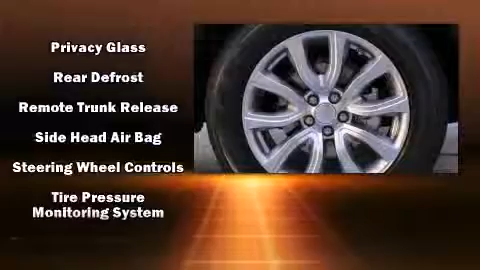 Privacy Glass
Rear Defrost
Remote Trunk Release
Side Head Air Bag
Steering Wheel Controls
Tire Pressure
Monitoring System